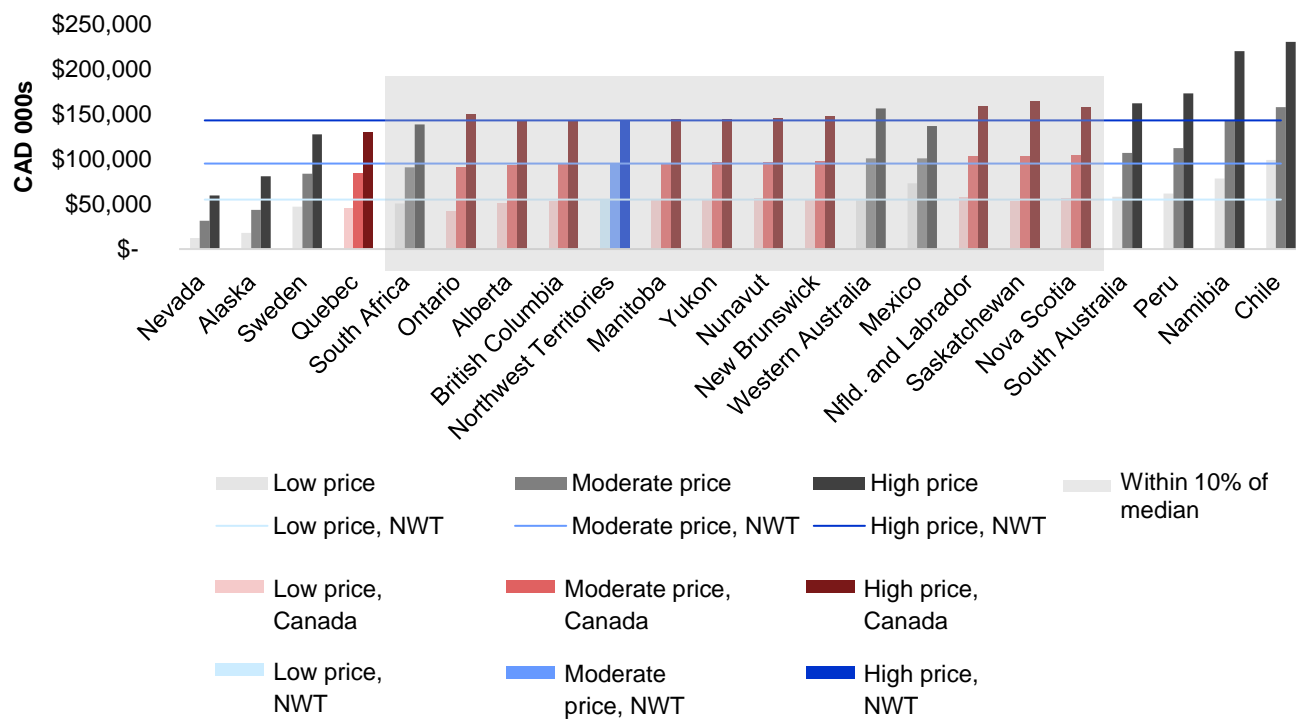 $250,000
$200,000
$150,000
$100,000
$50,000
$-
CAD 000s
Nevada
Alaska
Sweden
Quebec
South Africa
Ontario
Alberta
British Columbia
Northwest Territories
Manitoba
Yukon
Nunavut
New Brunswick
Western Australia
Mexico
Nfld. and Labrador
Saskatchewan
Nova Scotia
South Australia
Peru
Namibia
Chile
Low price
Moderate price
High price
Within 10% of
median
Low price, NWT
Moderate price, NWT
High price, NWT
Low price,
Canada
Moderate price,
Canada
High price,
Canada
Low price,
NWT
Moderate
price, NWT
High price,
NWT